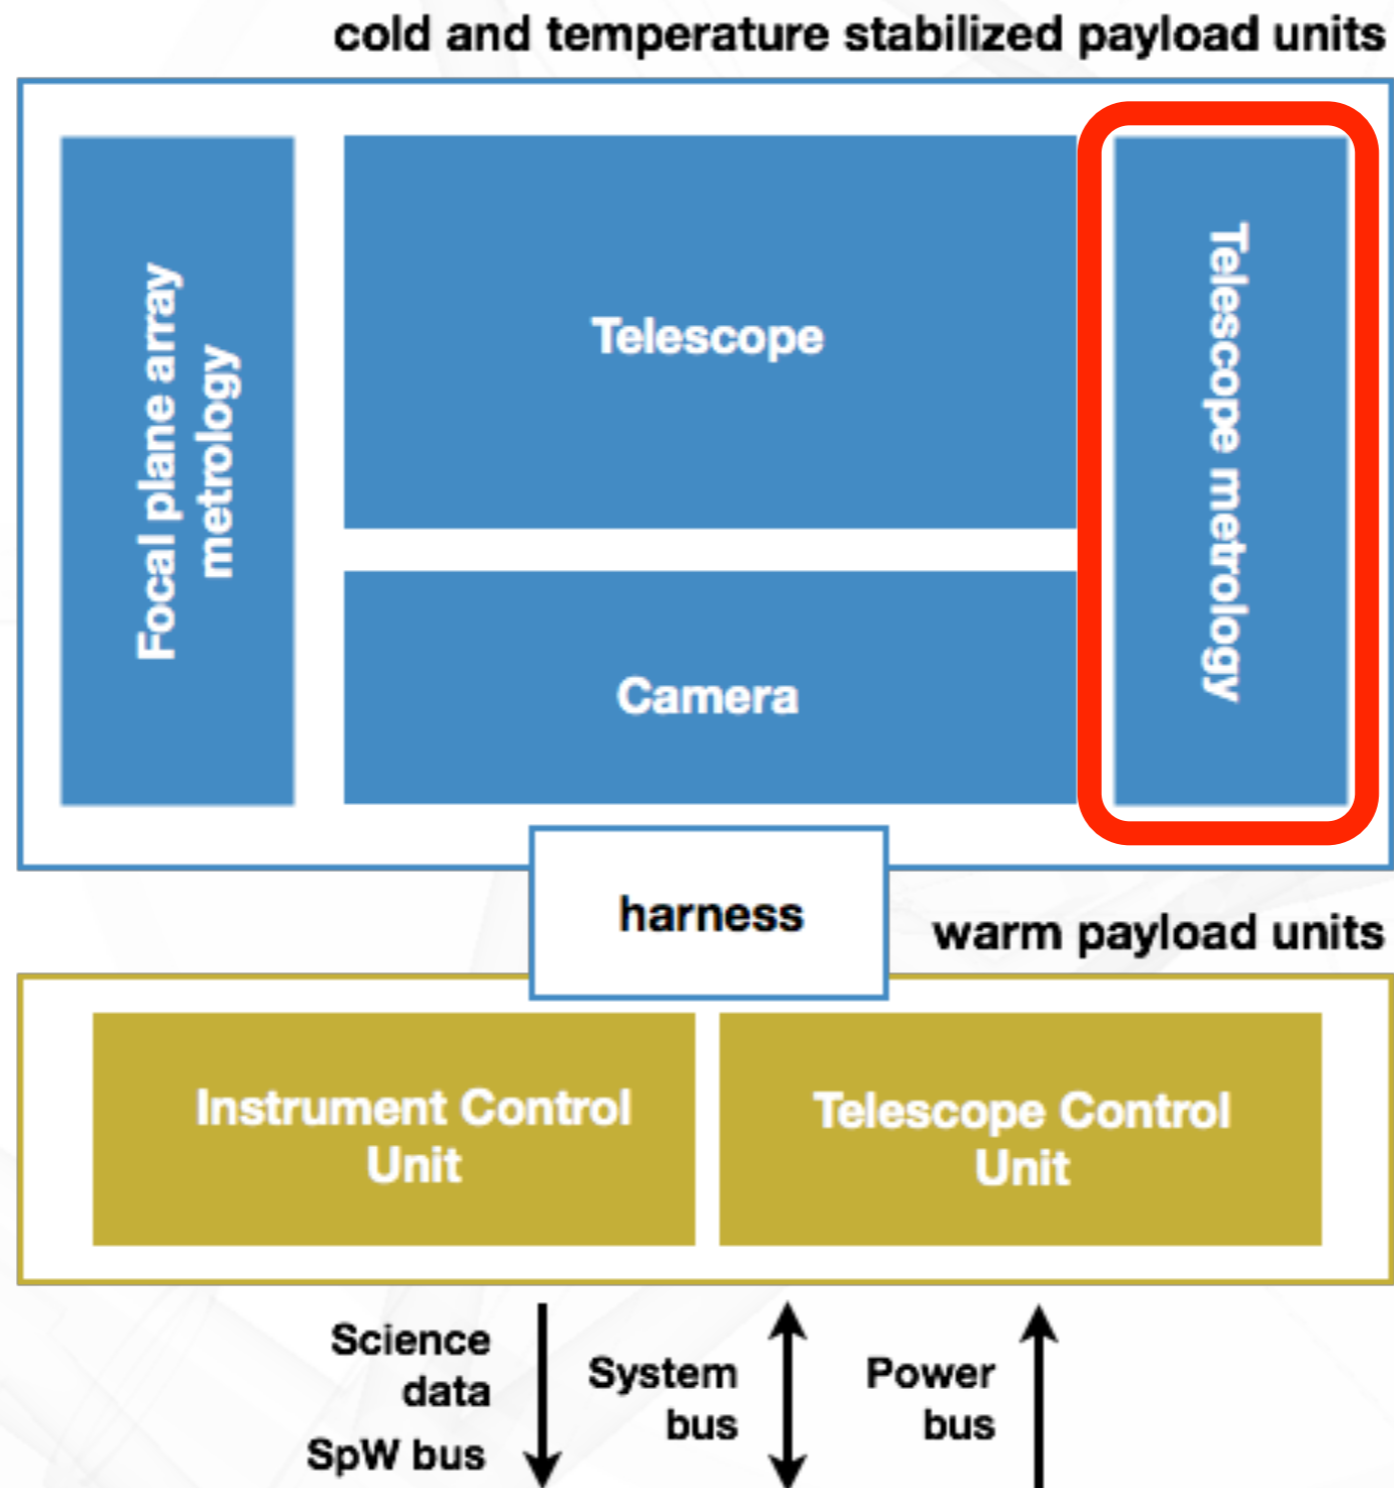 cold and temperature stabilized payload units
Focal plane array
metrology
Telescope
Camera
Telescope metrology
harness
warm payload units
Instrument Control
Unit
Telescope Control
Unit
Science
data
SpW bus
System
bus
Power
bus